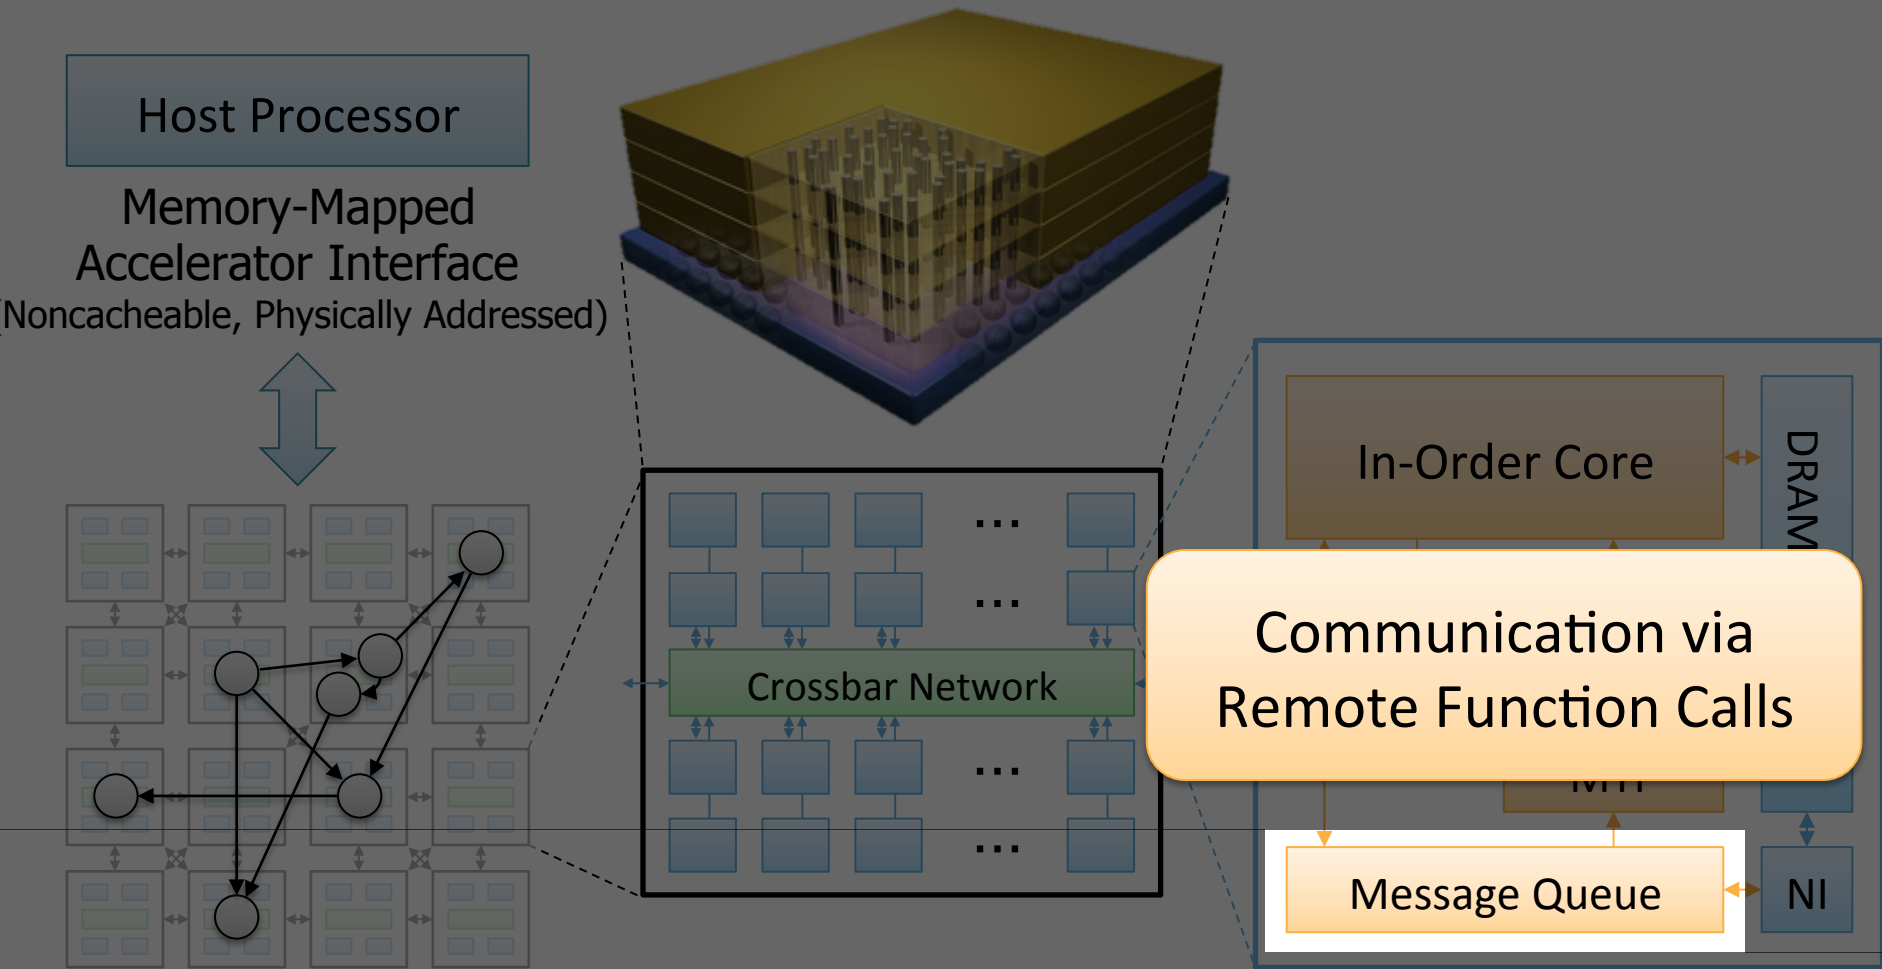 Host Processor
Memory-Mapped
Accelerator Interface
(Noncacheable, Physically Addressed)
...
...
Crossbar Network
...
...
In-Order Core
DRAM
Communication via
Remote Function Calls
Message Queue
NI